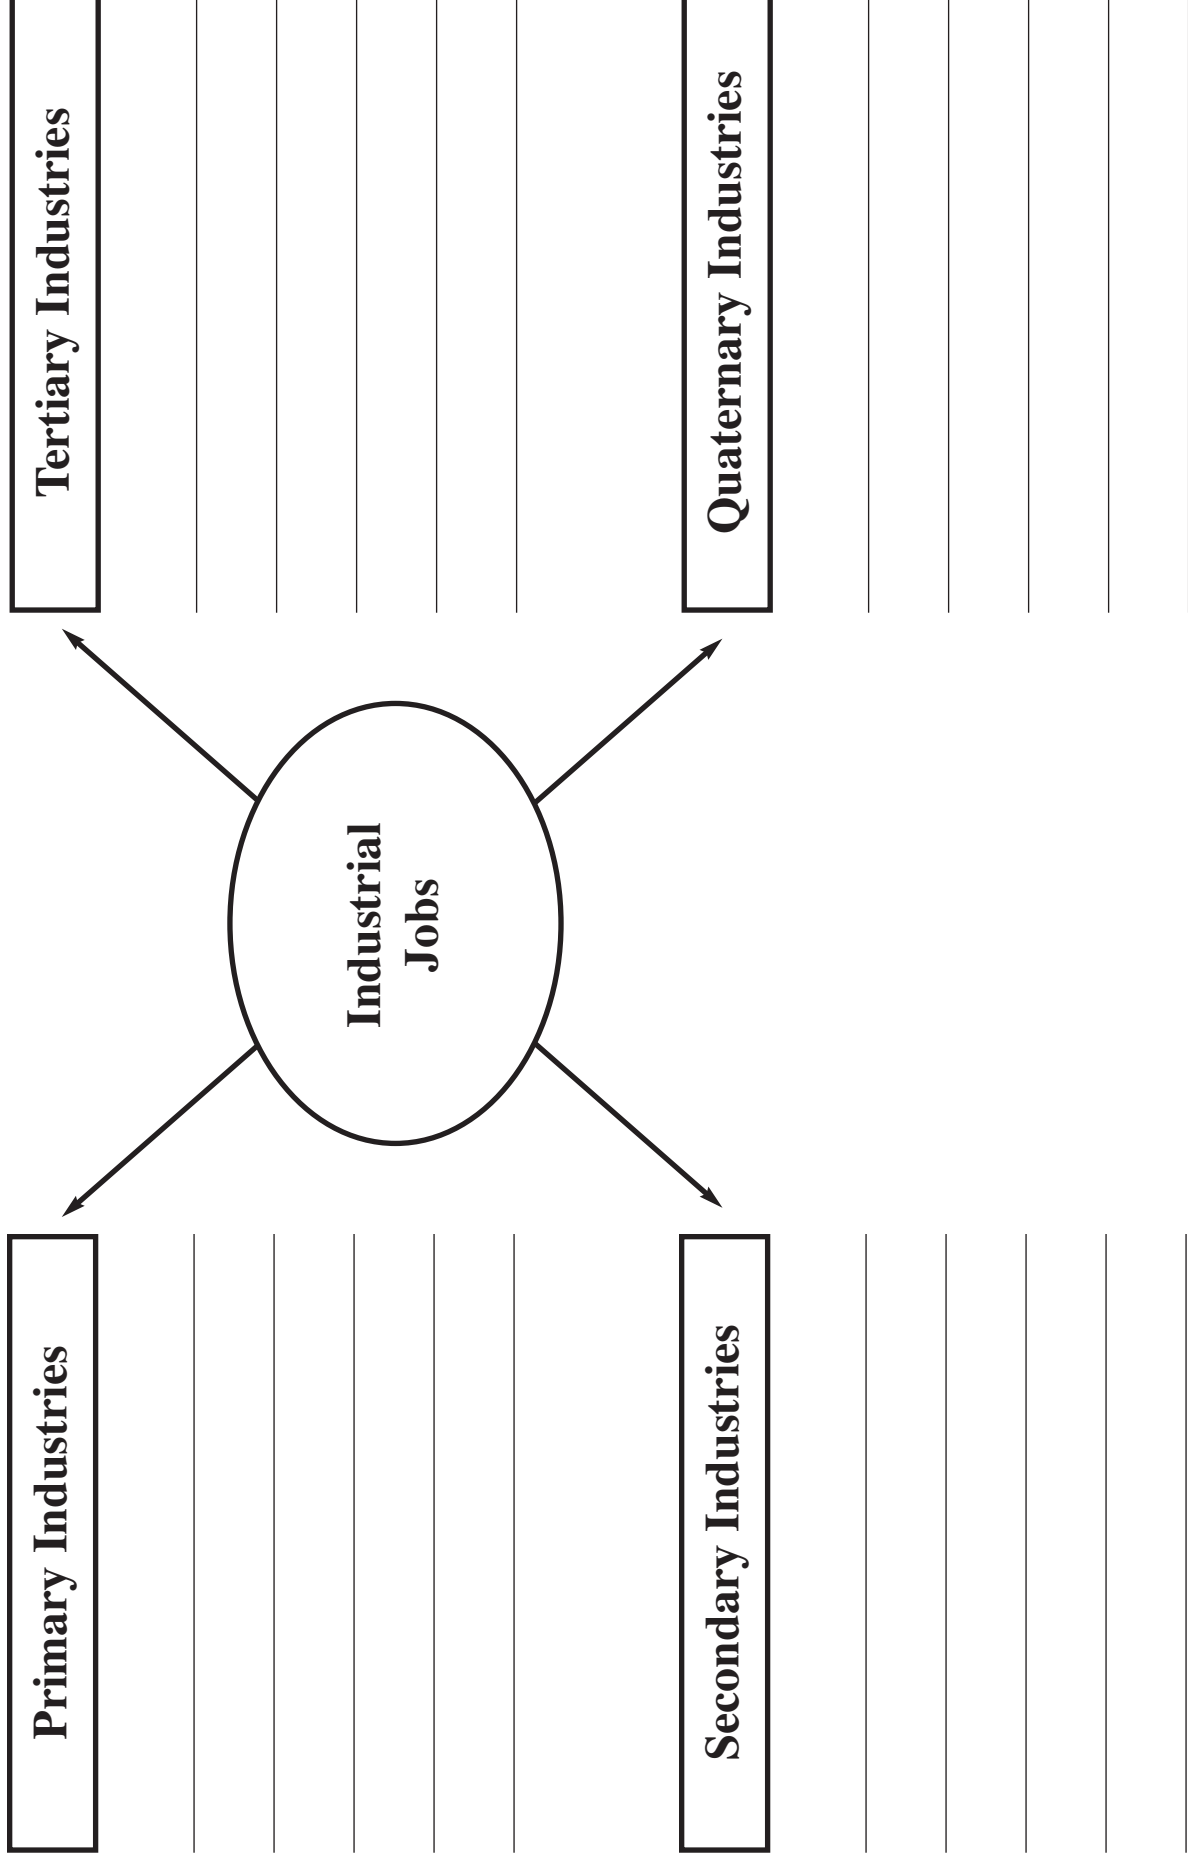 Primary Industries
Tertiary Industries
Industrial
Jobs
Secondary Industries
Quaternary Industries